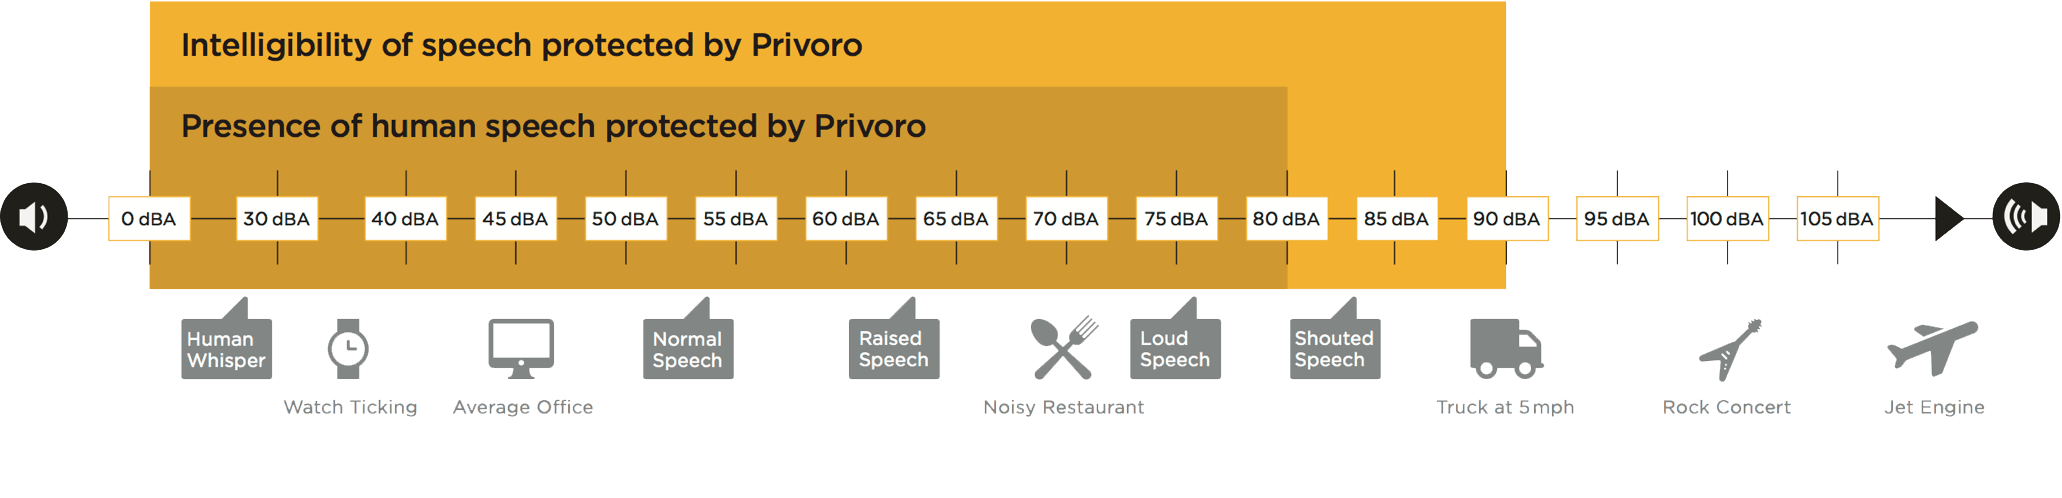 Intelligibility of speech protected by Privoro
Presence of human speech protected by Privoro
0 dBA 30 dBA 40 dBA 45 dBA 50 dBA 55 dBA 60 dBA 65 dBA 70 dBA 75 dBA 80 dBA 85 dBA 90 dBA 95 dBA 100 dBA 105 dBA
Human
Whisper
Watch Ticking
Average Office
Normal
Speech
Raised
Speech
Noisy Restaurant
Loud
Speech
Shouted
Speech
Truck at 5 mph
Rock Concert
Jet Engine